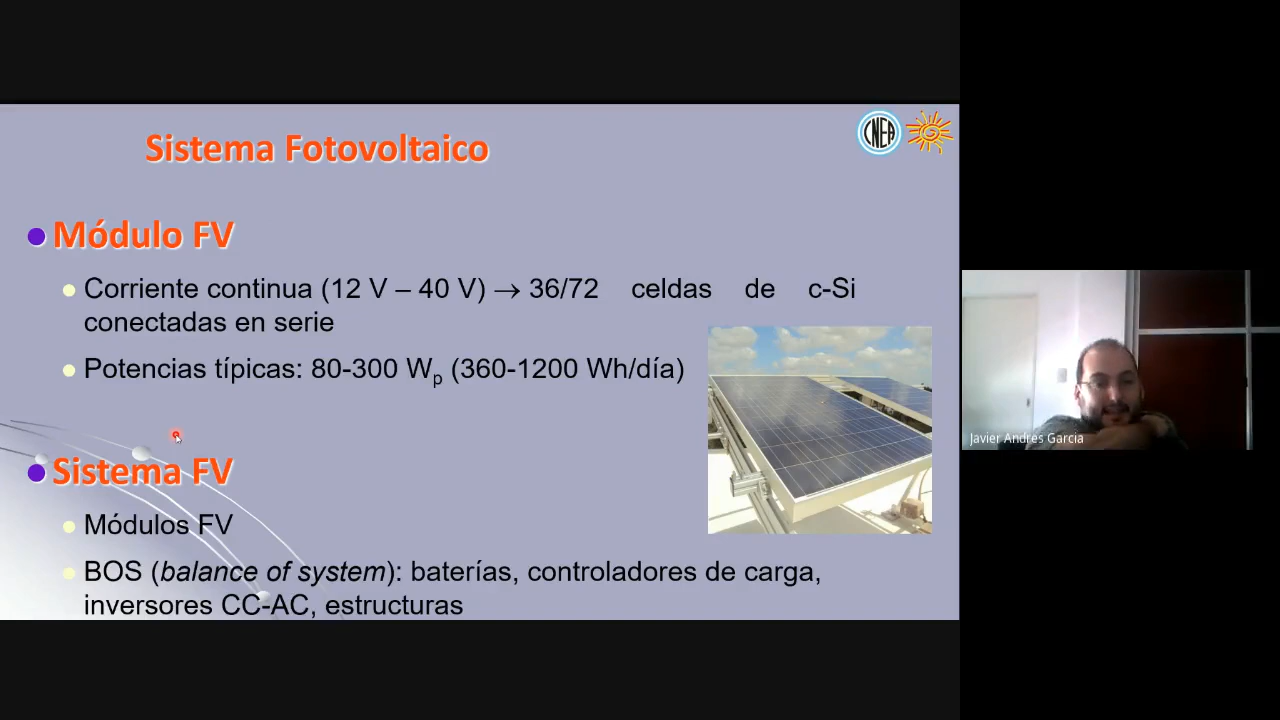 Sistema Fotovoltaico
CNEA
Módulo FV
Corriente continua (12 V – 40 V) → 36/72 celdas de c-Si
conectadas en serie
Potencias típicas: 80-300 Wp (360-1200 Wh/día)
Sistema FV
Módulos FV
BOS (balance of system): baterías, controladores de carga,
inversores CC-AC, estructuras
Javier Andres Garcia